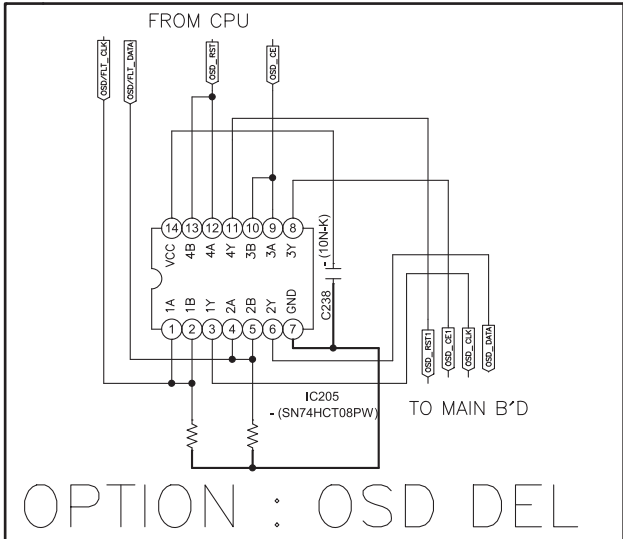 FROM CPU
OSD/FLT_CLK
OSD/FLT_DATA
OSD_RST
OSD_CE
14 13 12 11 10 9 8
VCC 4B 4A 4Y 3B 3A 3Y
- (10N-K)
C238
1A 1B 1Y 2A 2B 2Y GND
1 2 3 4 5 6 7
OSD_RST1
OSD_CE1
OSD_CLK
OSD_DATA
IC205
- (SN74HCT08PW)
TO MAIN B'D
OPTION : OSD DEL